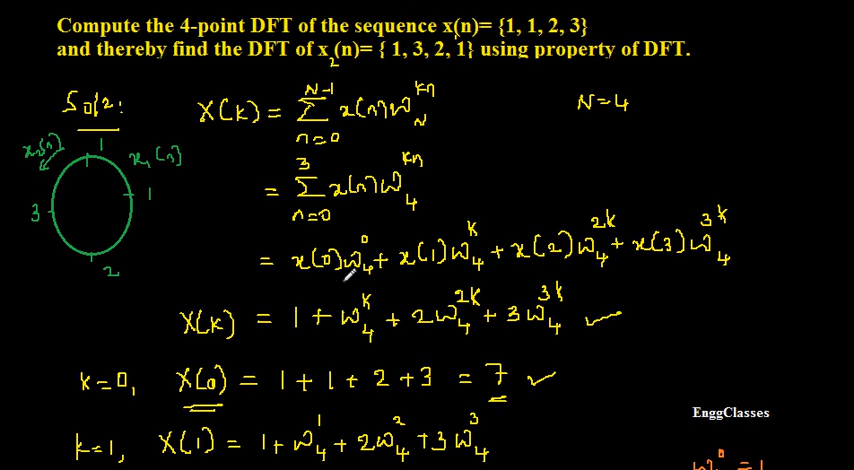 Compute the 4-point DFT of the sequence x(n)= {1, 1, 2, 3}
and thereby find the DFT of x₂(n)= { 1, 3, 2, 1} using property of DFT.
Soln:
X(k) = Σ_{n=0}^{N-1} x(n) W_N^{kn}
N=4
x₂(n)
x₁(n)
1
1
3
2
= Σ_{n=0}^{3} x(n) W_4^{kn}
= x(0)W_4^0 + x(1)W_4^k + x(2)W_4^{2k} + x(3)W_4^{3k}
X(k) = 1 + W_4^k + 2W_4^{2k} + 3W_4^{3k} ✓
k=0, X(0) = 1+1+2+3 = 7 ✓
EnggClasses
k=1, X(1) = 1+W_4^1 + 2W_4^2 + 3W_4^3